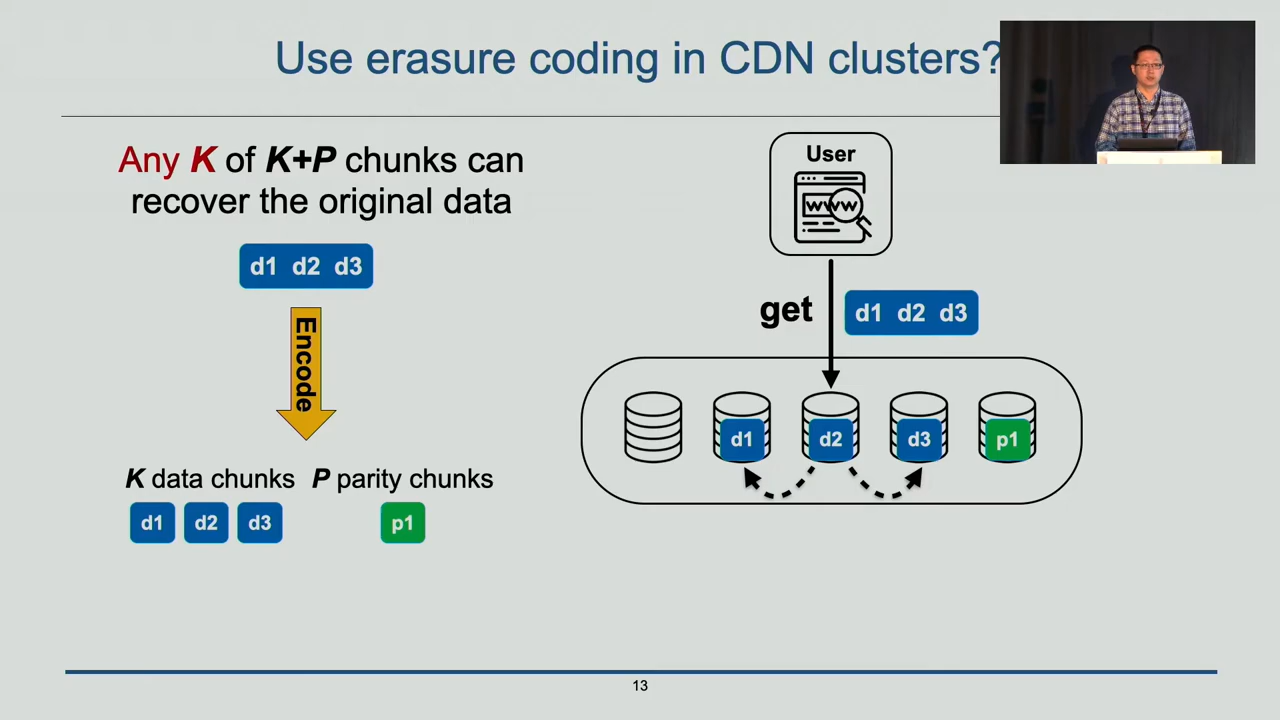 Use erasure coding in CDN clusters?
Any K of K+P chunks can
recover the original data
d1 d2 d3
Encode
K data chunks P parity chunks
d1 d2 d3 p1
User
www
get d1 d2 d3
d1 d2 d3 p1
13